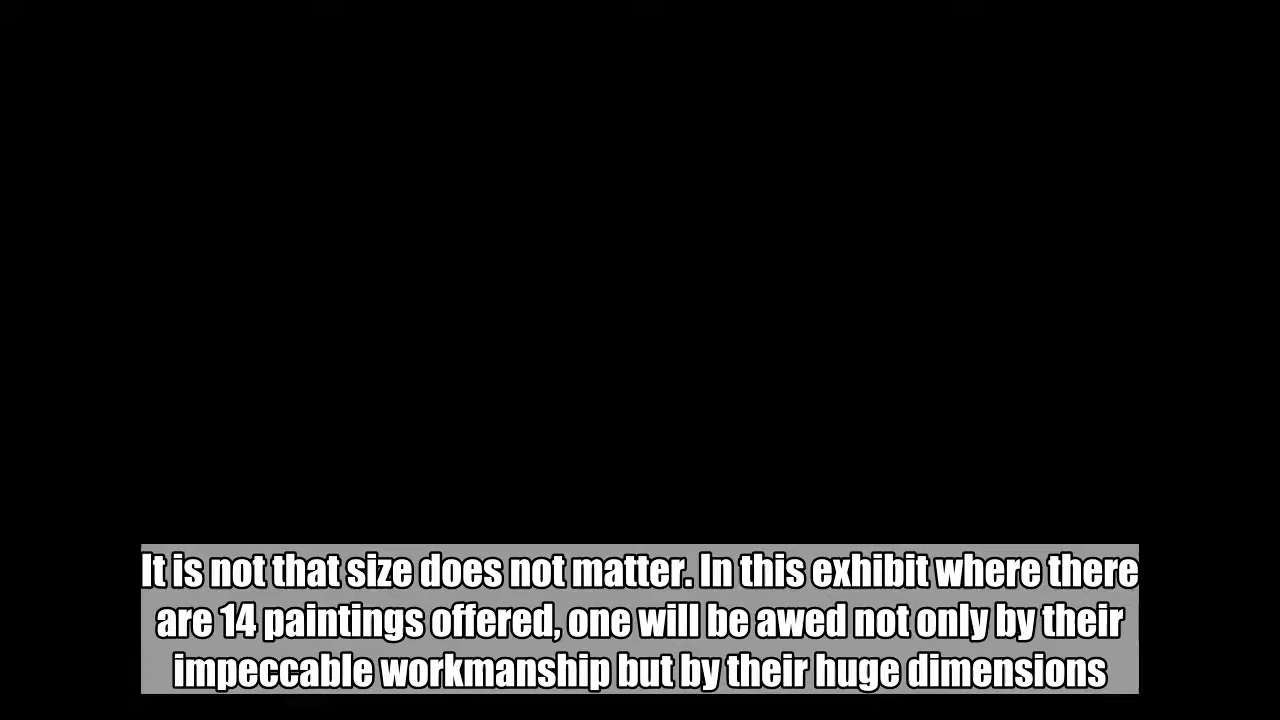 It is not that size does not matter. In this exhibit where there
are 14 paintings offered, one will be awed not only by their
impeccable workmanship but by their huge dimensions